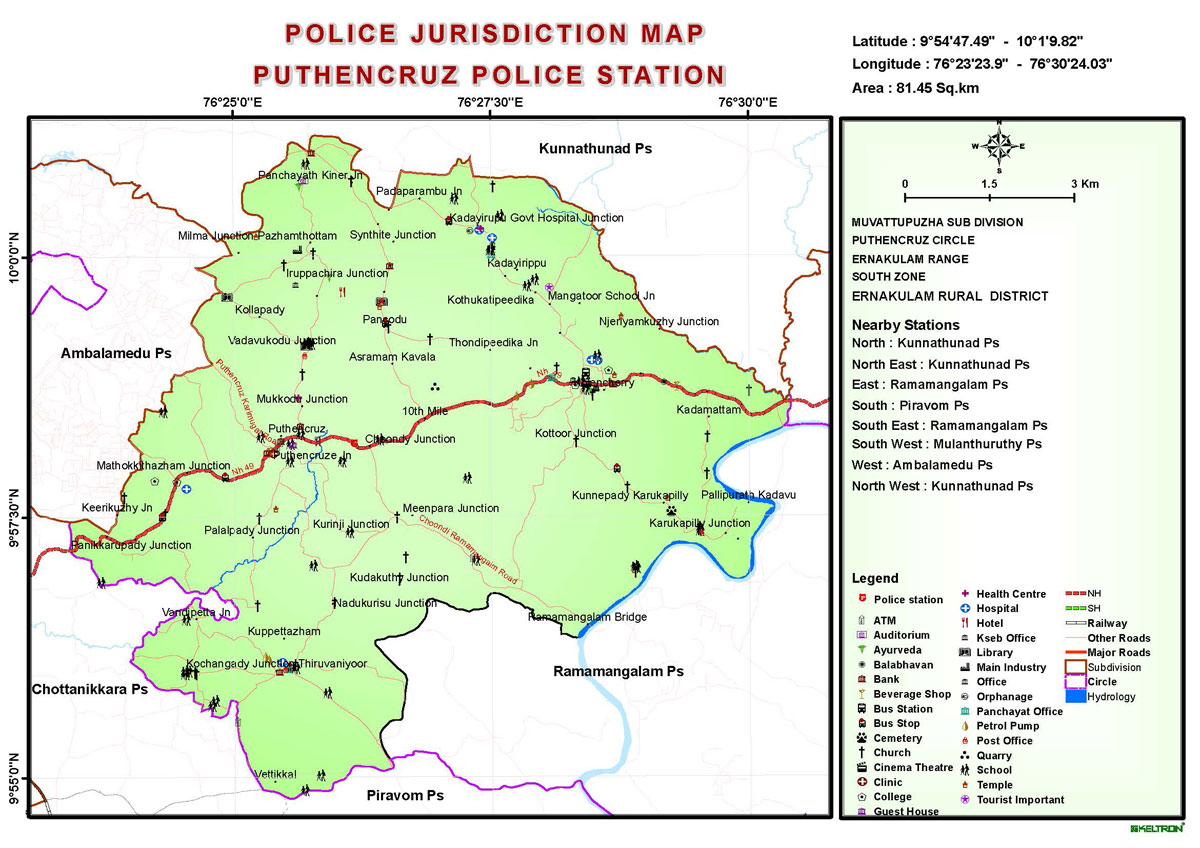 POLICE JURISDICTION MAP
PUTHENCRUZ POLICE STATION
Latitude : 9°54'47.49" - 10°1'9.82"
Longitude : 76°23'23.9" - 76°30'24.03"
Area : 81.45 Sq.km
76°25'0"E
76°27'30"E
76°30'0"E
10°0'0"N
9°57'30"N
9°55'0"N
Kunnathunad Ps
Panchayath Kiner Jn
Padaparambu Jn
Kadayirupu Govt Hospital Junction
Milma Junction Pazhamthottam
Synthite Junction
Kadayirippu
Iruppachira Junction
Kothukatipeedika
Mangatoor School Jn
Kollapady
Pangodu
Njeriyamkuzhy Junction
Ambalamedu Ps
Vadavukodu Junction
Thondipeedika Jn
Asramam Kavala
Nh 49
Puthencruz Karimugal Road
Mukkodu Junction
10th Mile
Kadamattam
Puthencruz
Choondy Junction
Kottoor Junction
Puthencruze Jn
Mathokkthazham Junction
Nh 49
Kunnepady Karukapilly
Pallipurath Kadavu
Keerikuzhy Jn
Meenpara Junction
Palalpady Junction
Kurinji Junction
Karukapilly Junction
Choondi Ramamangalm Road
Panikkarupady Junction
Kudakuthy Junction
Nadukurisu Junction
Vandipetta Jn
Ramamangalam Bridge
Kuppettazham
Kochangady Junction
Thiruvaniyoor
Ramamangalam Ps
Chottanikkara Ps
Vettikkal
Piravom Ps
N
W E
S
0 1.5 3 Km
MUVATTUPUZHA SUB DIVISION
PUTHENCRUZ CIRCLE
ERNAKULAM RANGE
SOUTH ZONE
ERNAKULAM RURAL DISTRICT
Nearby Stations
North : Kunnathunad Ps
North East : Kunnathunad Ps
East : Ramamangalam Ps
South : Piravom Ps
South East : Ramamangalam Ps
South West : Mulanthuruthy Ps
West : Ambalamedu Ps
North West : Kunnathunad Ps
Legend
Police station
ATM
Auditorium
Ayurveda
Balabhavan
Bank
Beverage Shop
Bus Station
Bus Stop
Cemetery
Church
Cinema Theatre
Clinic
College
Guest House
Health Centre
Hospital
Hotel
Kseb Office
Library
Main Industry
Office
Orphanage
Panchayat Office
Petrol Pump
Post Office
Quarry
School
Temple
Tourist Important
NH
SH
Railway
Other Roads
Major Roads
Subdivision
Circle
Hydrology
KELTRON